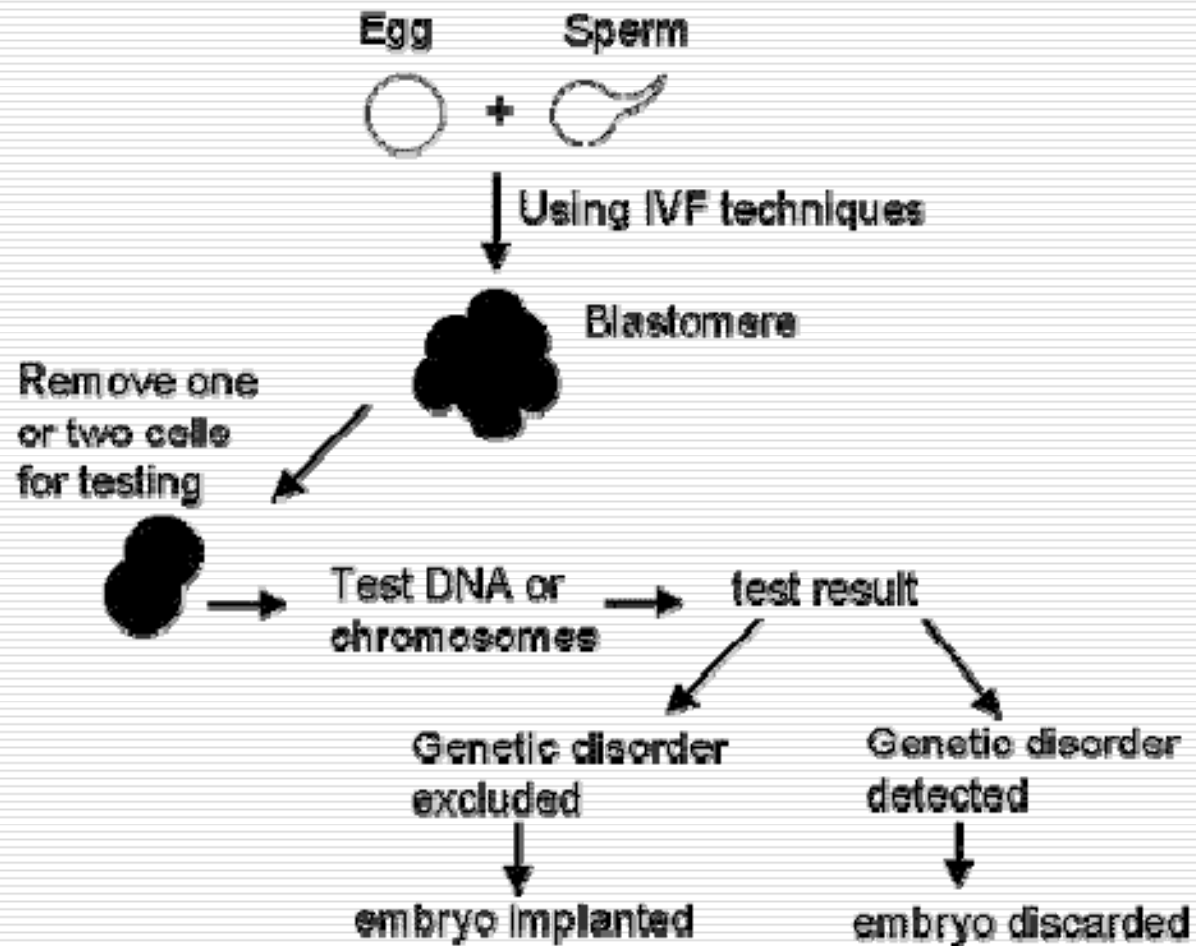 Egg Sperm
+
Using IVF techniques
Blastomere
Remove one
or two cells
for testing
Test DNA or
chromosomes
test result
Genetic disorder
excluded
Genetic disorder
detected
embryo implanted
embryo discarded